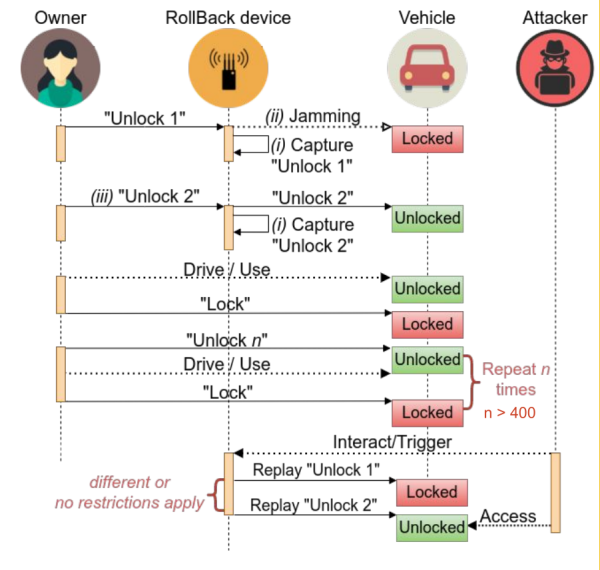 Owner
RollBack device
Vehicle
Attacker
"Unlock 1"
(ii) Jamming
Locked
(i) Capture
"Unlock 1"
(iii) "Unlock 2"
"Unlock 2"
Unlocked
(i) Capture
"Unlock 2"
Drive / Use
Unlocked
"Lock"
Locked
"Unlock n"
Unlocked
Drive / Use
Repeat n
times
"Lock"
Locked
n > 400
Interact/Trigger
different or
no restrictions apply
Replay "Unlock 1"
Locked
Replay "Unlock 2"
Unlocked
Access